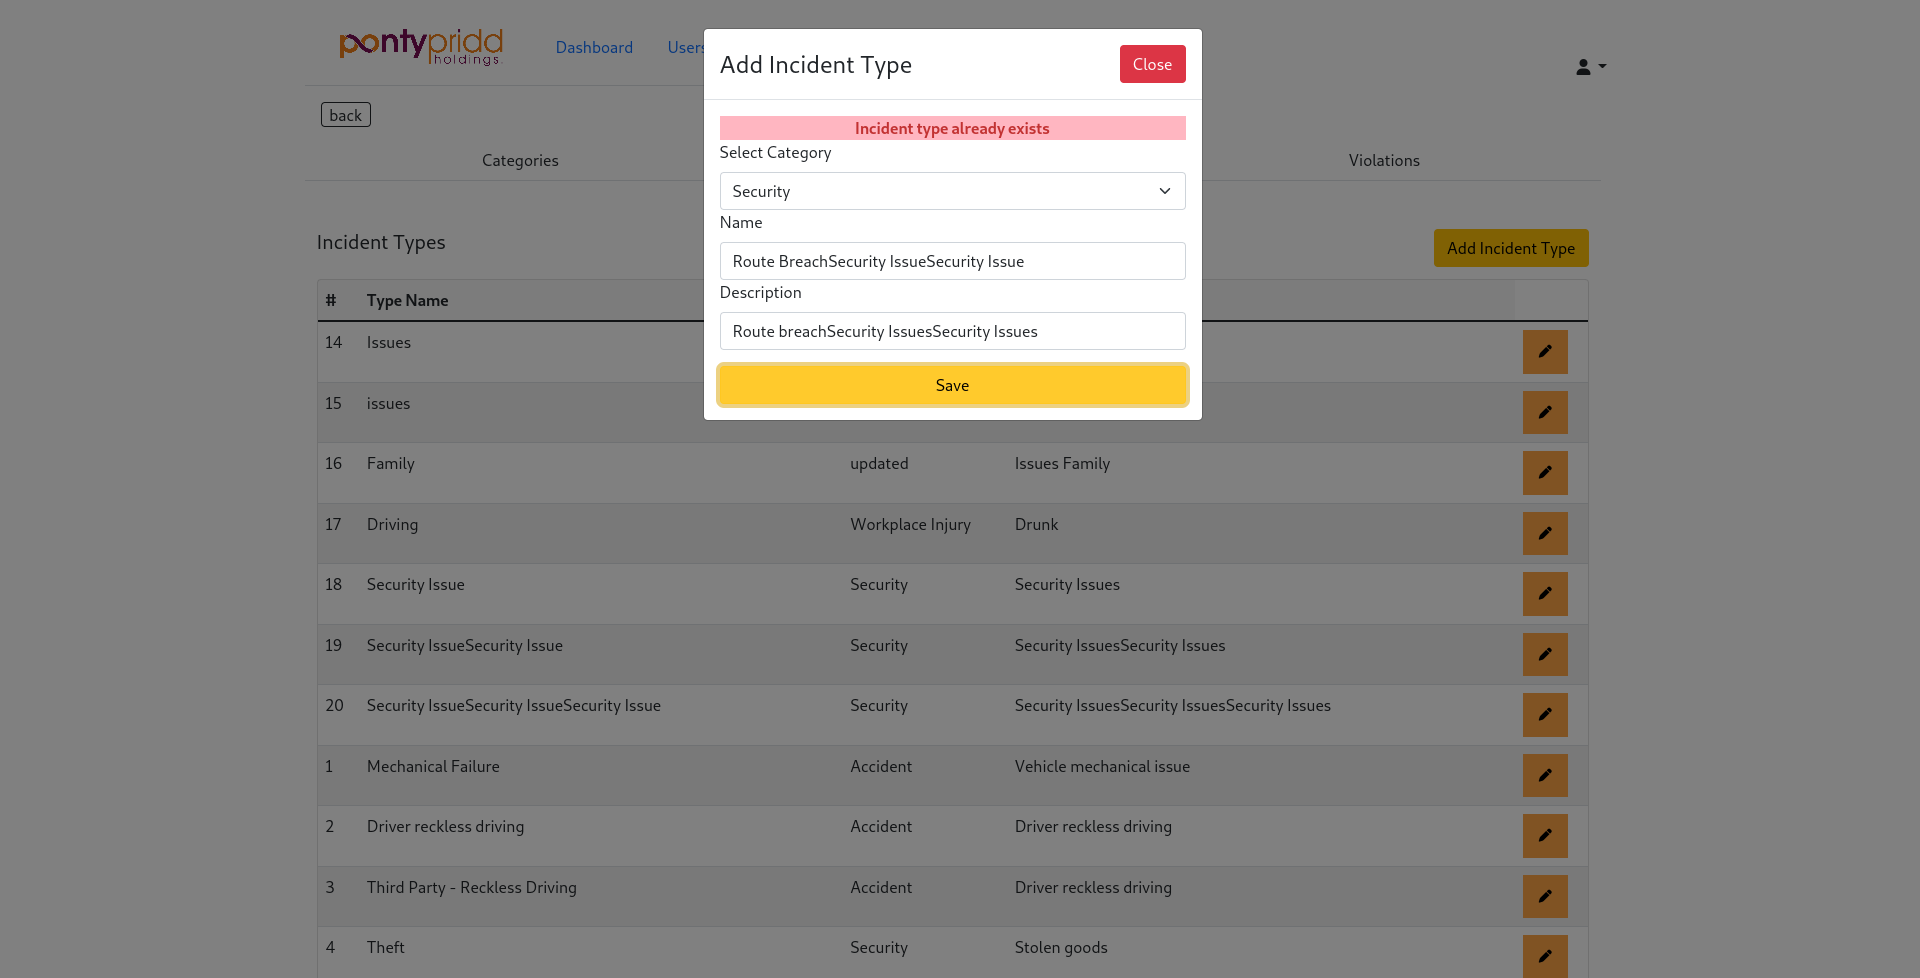 pontypridd
holdings
Dashboard
Users
back
Categories
Violations
Incident Types
Add Incident Type
Add Incident Type
Close
Incident type already exists
Select Category
Security
Name
Route BreachSecurity IssueSecurity Issue
Description
Route breachSecurity IssuesSecurity Issues
Save
# Type Name
14 Issues
15 issues
16 Family updated Issues Family
17 Driving Workplace Injury Drunk
18 Security Issue Security Security Issues
19 Security IssueSecurity Issue Security Security IssuesSecurity Issues
20 Security IssueSecurity IssueSecurity Issue Security Security IssuesSecurity IssuesSecurity Issues
1 Mechanical Failure Accident Vehicle mechanical issue
2 Driver reckless driving Accident Driver reckless driving
3 Third Party - Reckless Driving Accident Driver reckless driving
4 Theft Security Stolen goods